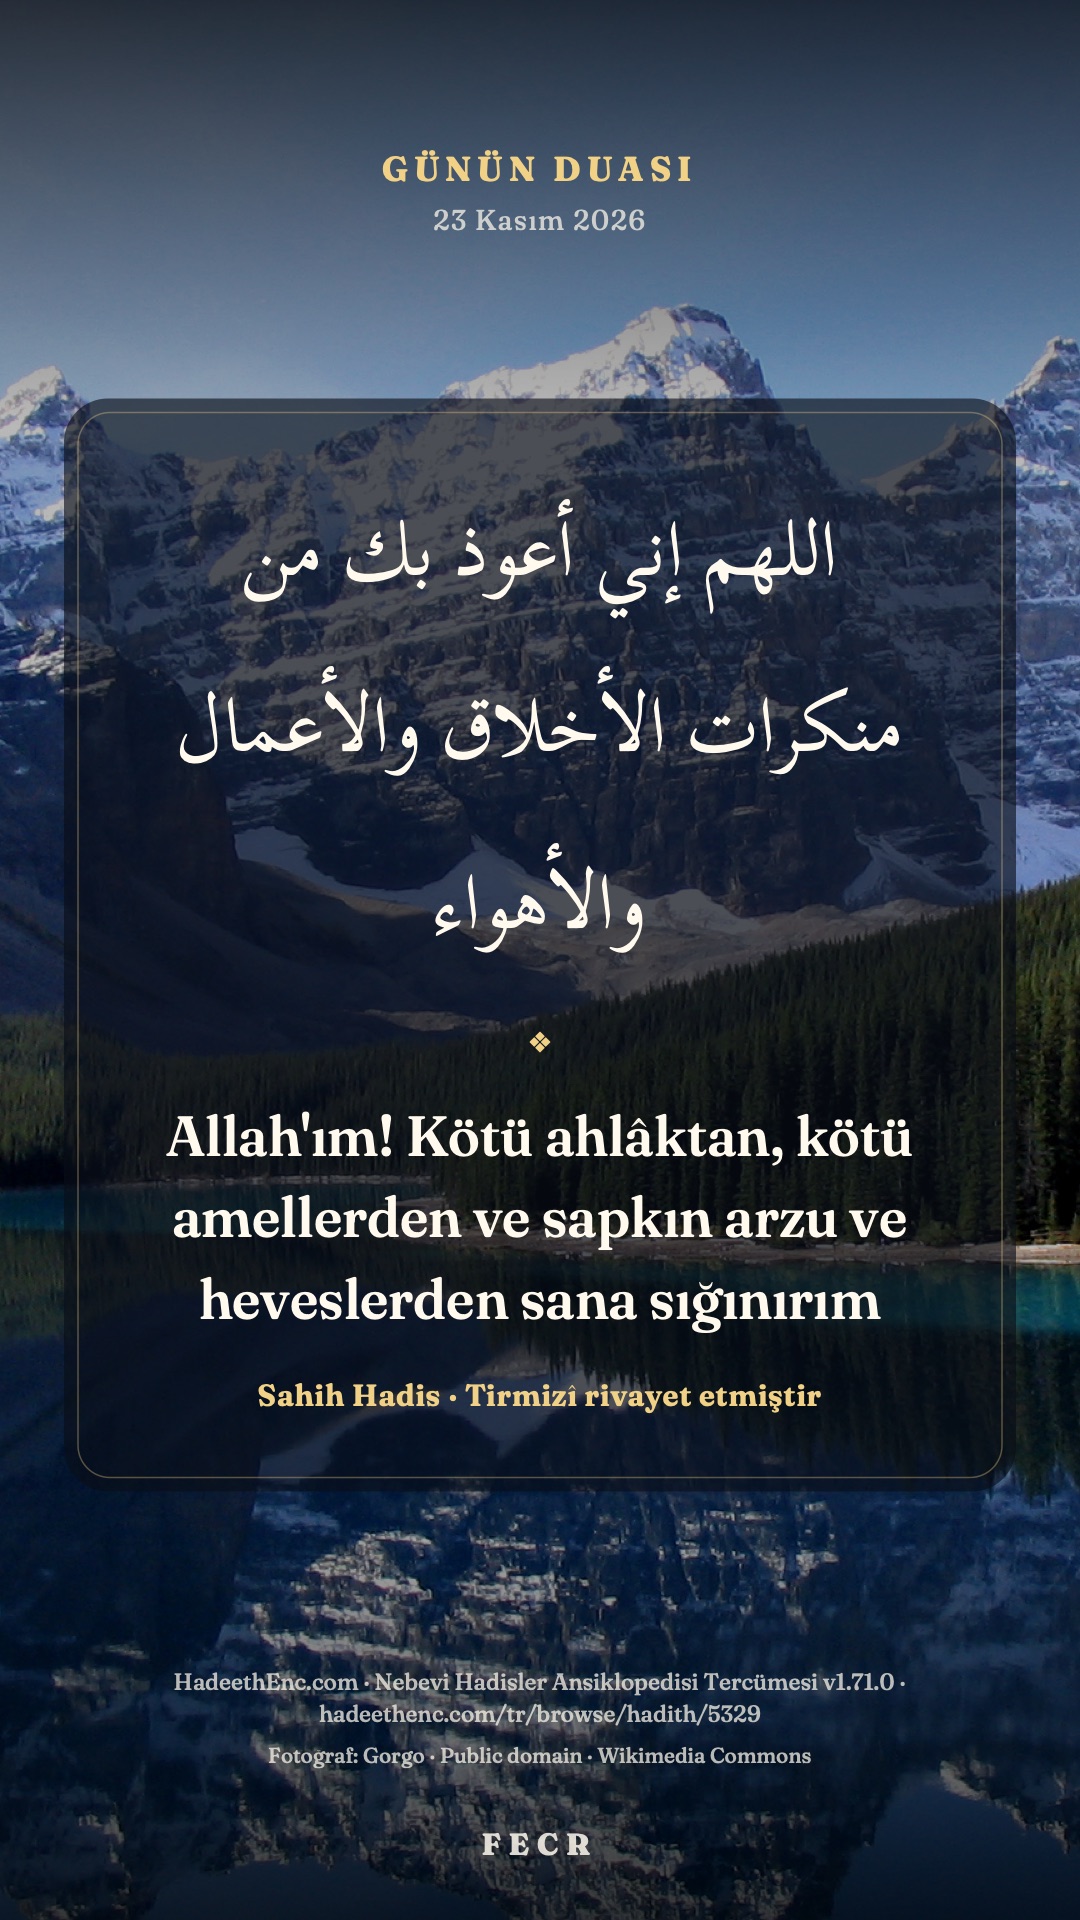 GÜNÜN DUASI
23 Kasım 2026
اللهم إني أعوذ بك من
منكرات الأخلاق والأعمال
والأهواء
Allah'ım! Kötü ahlâktan, kötü
amellerden ve sapkın arzu ve
heveslerden sana sığınırım
Sahih Hadis · Tirmizî rivayet etmiştir
HadeethEnc.com · Nebevi Hadisler Ansiklopedisi Tercümesi v1.71.0 ·
hadeethenc.com/tr/browse/hadith/5329
Fotograf: Gorgo · Public domain · Wikimedia Commons
FECR